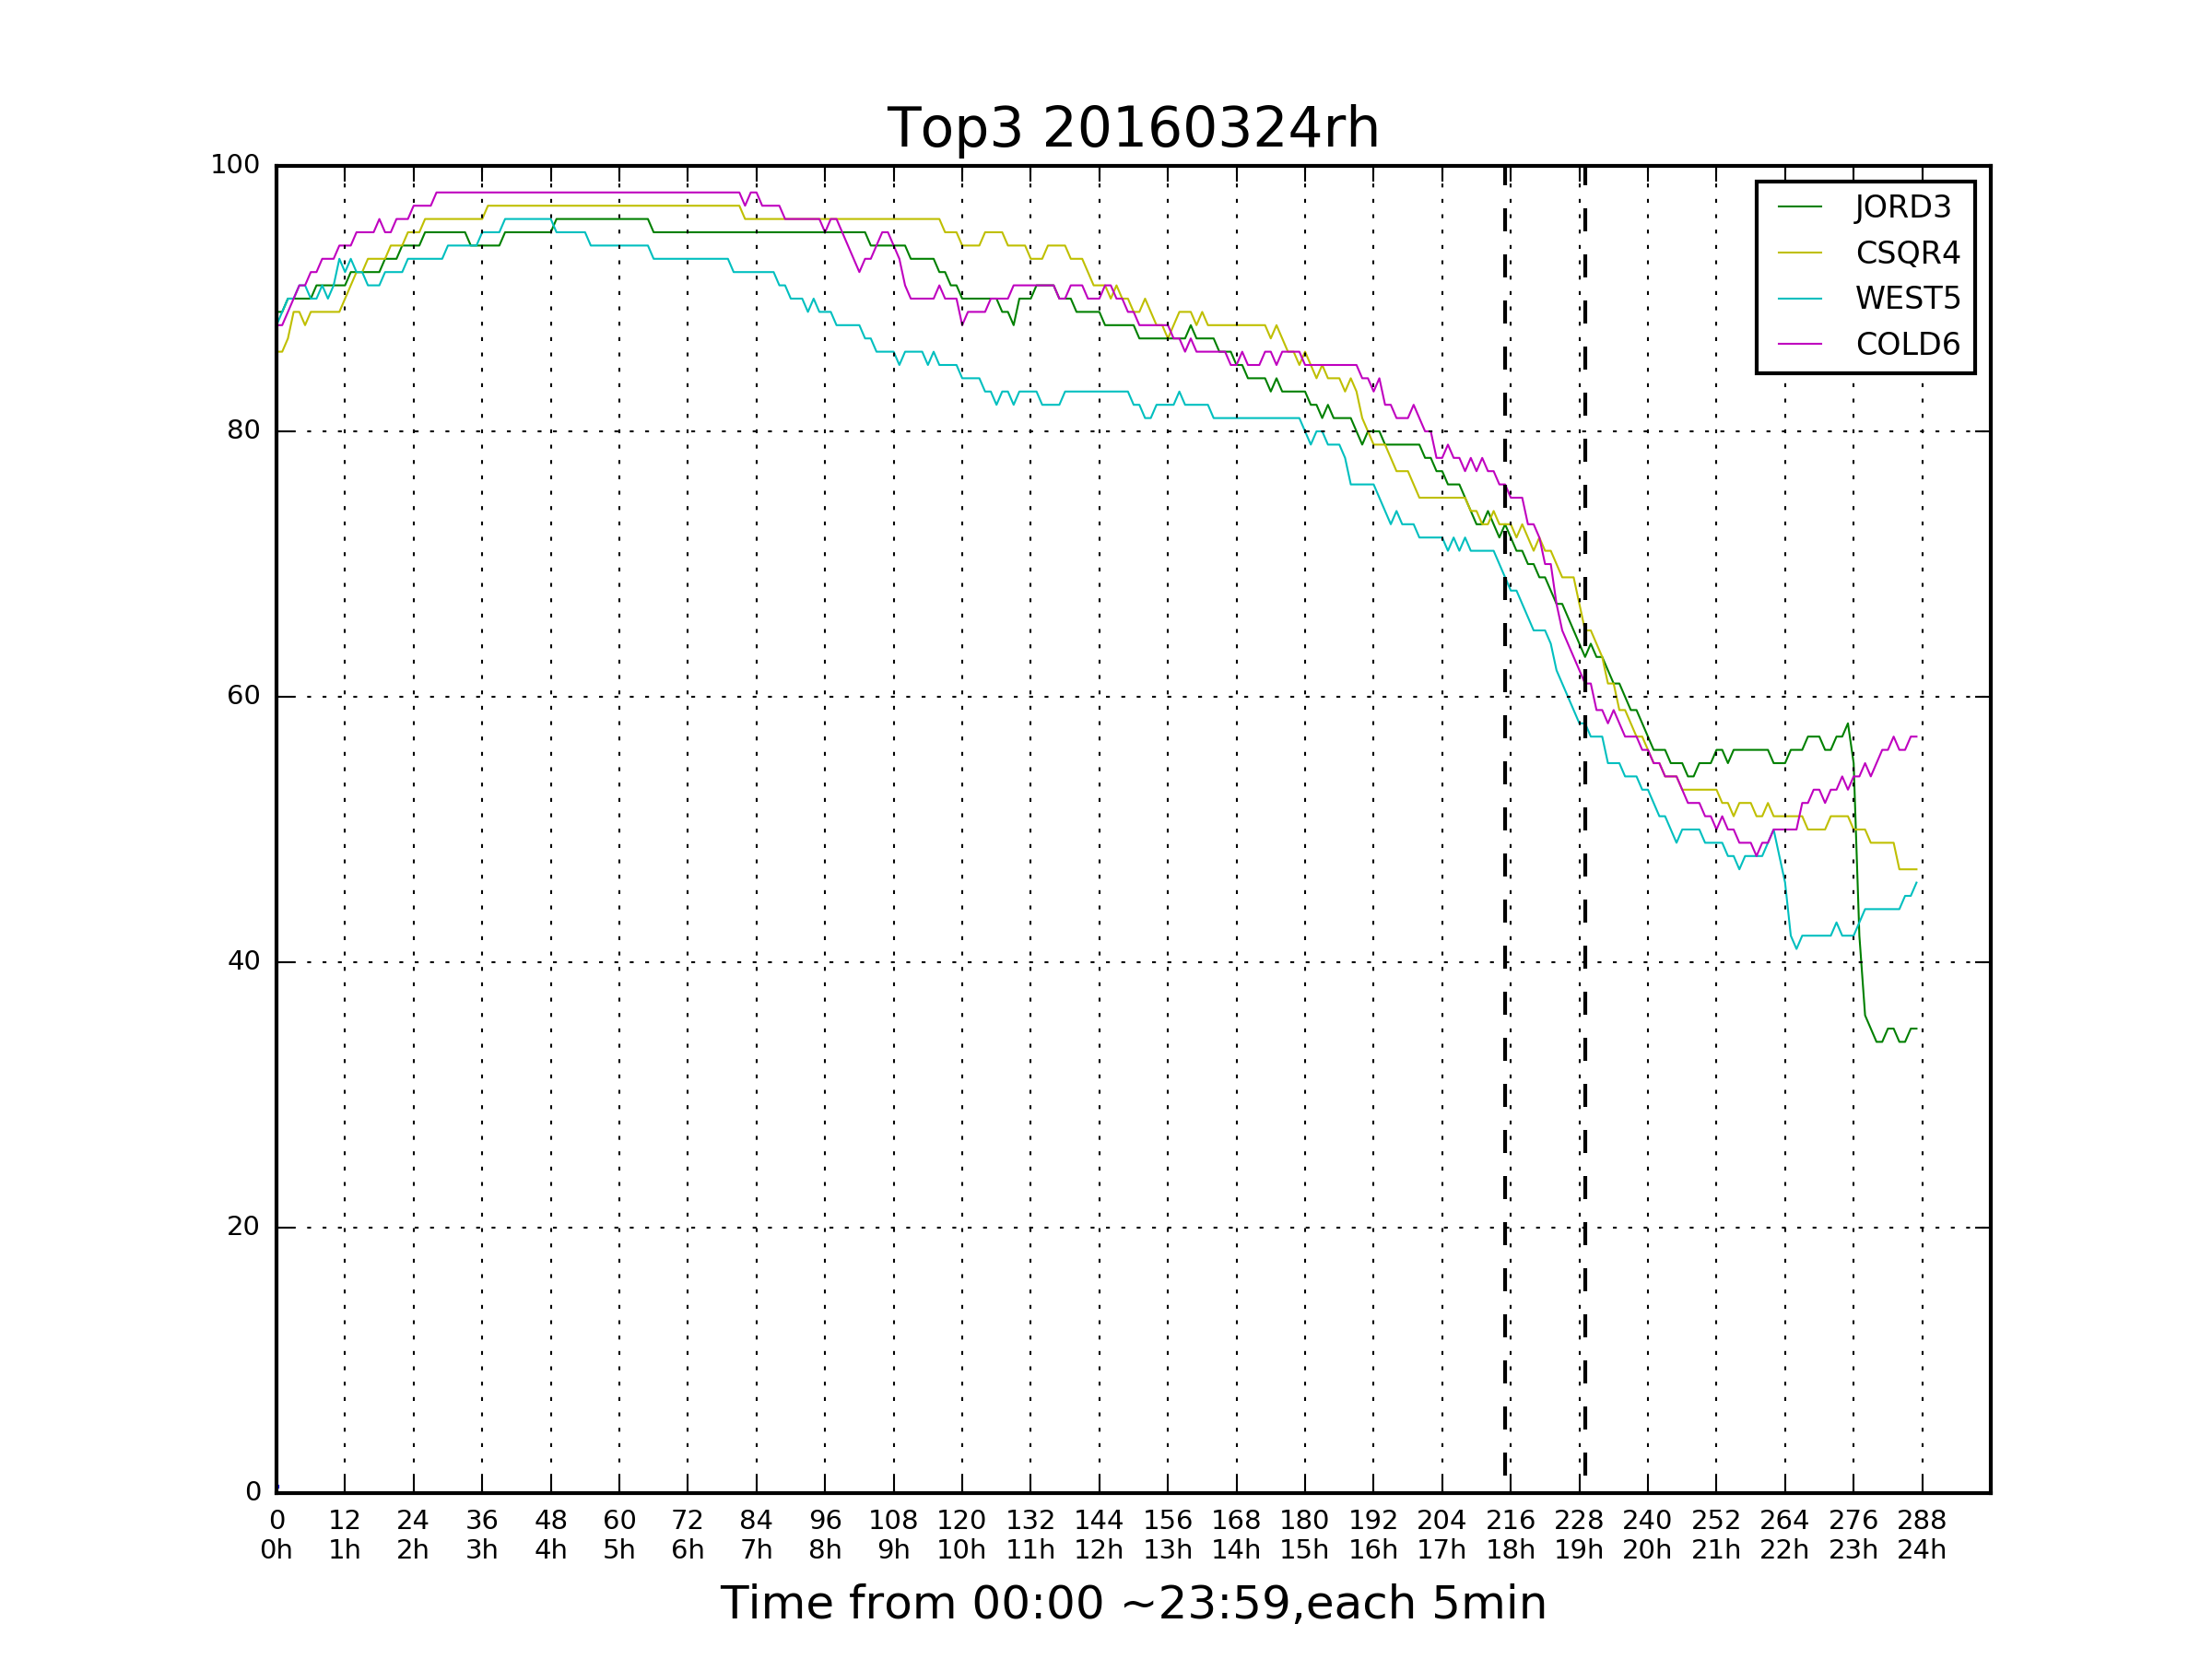 Top3 20160324rh
100
80
60
40
20
0
JORD3
CSQR4
WEST5
COLD6
0 12 24 36 48 60 72 84 96 108 120 132 144 156 168 180 192 204 216 228 240 252 264 276 288
0h 1h 2h 3h 4h 5h 6h 7h 8h 9h 10h 11h 12h 13h 14h 15h 16h 17h 18h 19h 20h 21h 22h 23h 24h
Time from 00:00 ~23:59,each 5min